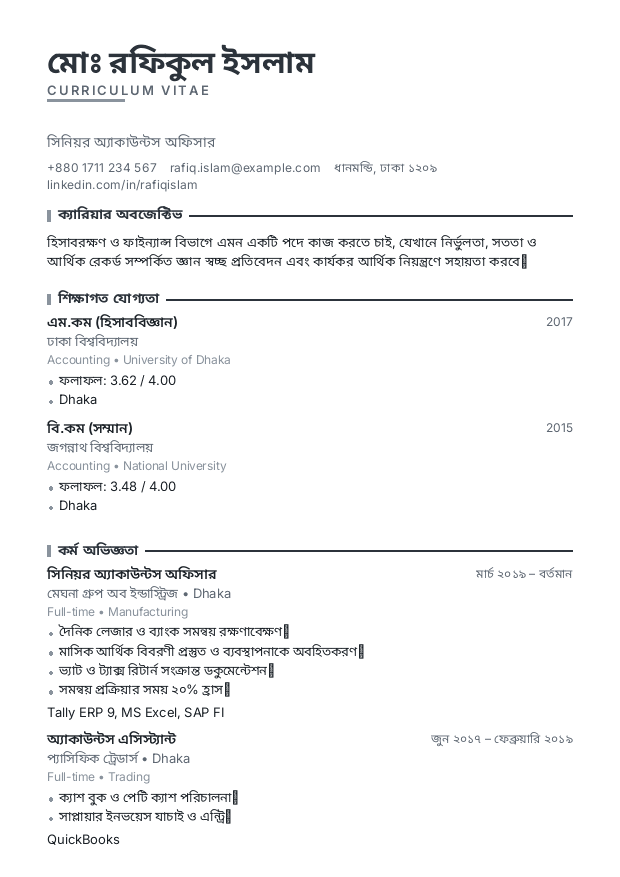 মোঃ রফিকুল ইসলাম
CURRICULUM VITAE
সিনিয়র অ্যাকাউন্টস অফিসার
+880 1711 234 567 rafiq.islam@example.com ধানমন্ডি, ঢাকা ১২০৯
linkedin.com/in/rafiqislam
ক্যারিয়ার অবজেক্টিভ
হিসাবরক্ষণ ও ফাইন্যান্স বিভাগে এমন একটি পদে কাজ করতে চাই, যেখানে নির্ভুলতা, সততা ও
আর্থিক রেকর্ড সম্পর্কিত জ্ঞান স্বচ্ছ প্রতিবেদন এবং কার্যকর আর্থিক নিয়ন্ত্রণে সহায়তা করবে
শিক্ষাগত যোগ্যতা
এম.কম (হিসাববিজ্ঞান) 2017
ঢাকা বিশ্ববিদ্যালয়
Accounting • University of Dhaka
• ফলাফল: 3.62 / 4.00
• Dhaka
বি.কম (সম্মান) 2015
জগন্নাথ বিশ্ববিদ্যালয়
Accounting • National University
• ফলাফল: 3.48 / 4.00
• Dhaka
কর্ম অভিজ্ঞতা
সিনিয়র অ্যাকাউন্টস অফিসার মার্চ ২০১৯ – বর্তমান
মেঘনা গ্রুপ অব ইন্ডাস্ট্রিজ • Dhaka
Full-time • Manufacturing
• দৈনিক লেজার ও ব্যাংক সমন্বয় রক্ষণাবেক্ষণ
• মাসিক আর্থিক বিবরণী প্রস্তুত ও ব্যবস্থাপনাকে অবহিতকরণ
• ভ্যাট ও ট্যাক্স রিটার্ন সংক্রান্ত ডকুমেন্টেশন
• সমন্বয় প্রক্রিয়ার সময় ২০% হ্রাস
Tally ERP 9, MS Excel, SAP FI
অ্যাকাউন্টস এসিস্ট্যান্ট জুন ২০১৭ – ফেব্রুয়ারি ২০১৯
প্যাসিফিক ট্রেডার্স • Dhaka
Full-time • Trading
• ক্যাশ বুক ও পেটি ক্যাশ পরিচালনা
• সাপ্লায়ার ইনভয়েস যাচাই ও এন্ট্রি
QuickBooks